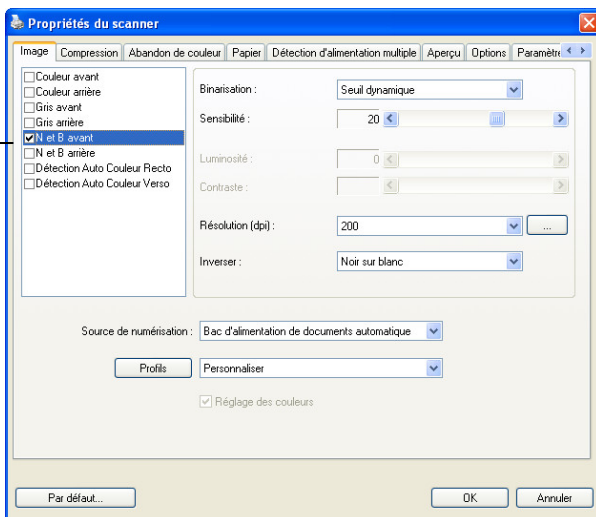 Propriétés du scanner
Image Compression Abandon de couleur Papier Détection d'alimentation multiple Aperçu Options Paramètre
Couleur avant
Couleur arrière
Gris avant
Gris arrière
N et B avant
N et B arrière
Détection Auto Couleur Recto
Détection Auto Couleur Verso
Binarisation : Seuil dynamique
Sensibilité : 20
Luminosité : 0
Contraste :
Résolution (dpi) : 200 ...
Inverser : Noir sur blanc
Source de numérisation : Bac d'alimentation de documents automatique
Profils Personnaliser
Réglage des couleurs
Par défaut... OK Annuler